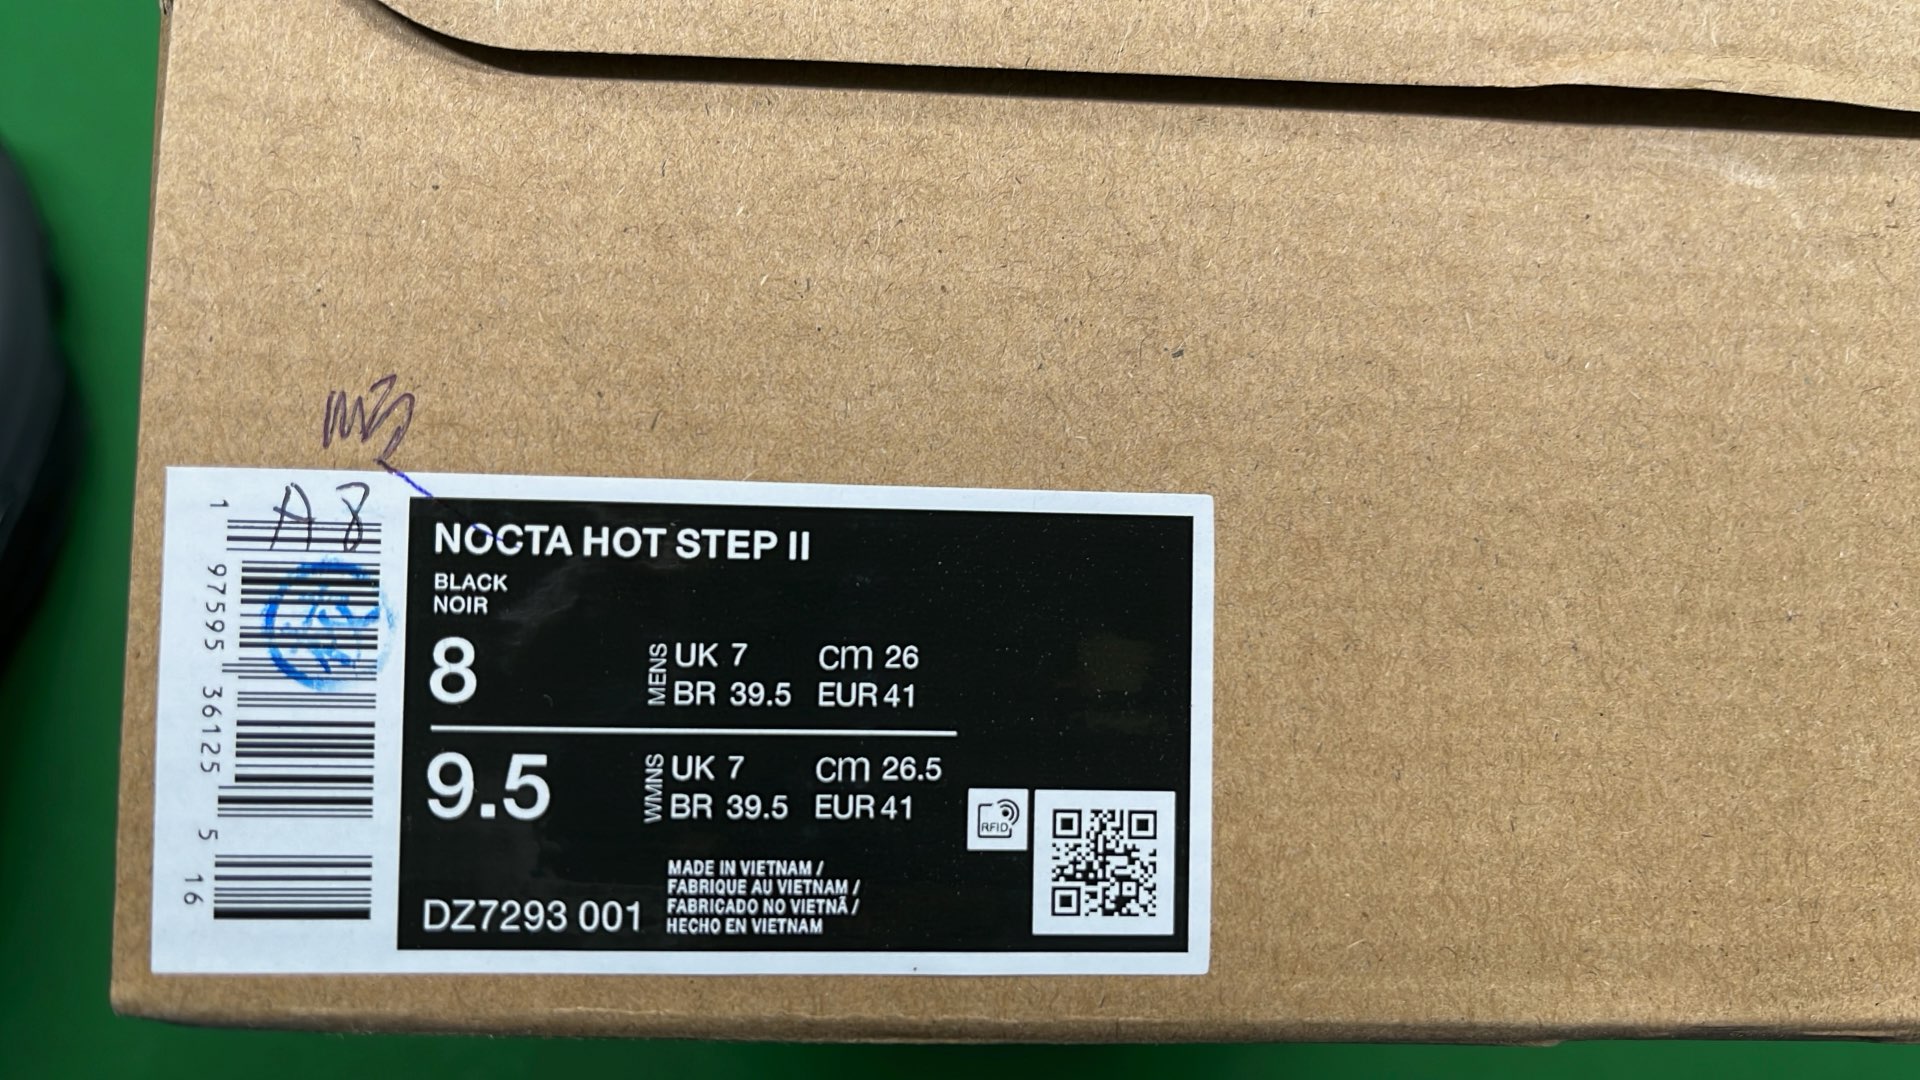 A 8
1 97595 36125 5 16
NOCTA HOT STEP II
BLACK
NOIR
8
MENS
UK 7 cm 26
BR 39.5 EUR 41
9.5
WMNS
UK 7 cm 26.5
BR 39.5 EUR 41
RFID
DZ7293 001
MADE IN VIETNAM /
FABRIQUE AU VIETNAM /
FABRICADO NO VIETNÃ /
HECHO EN VIETNAM